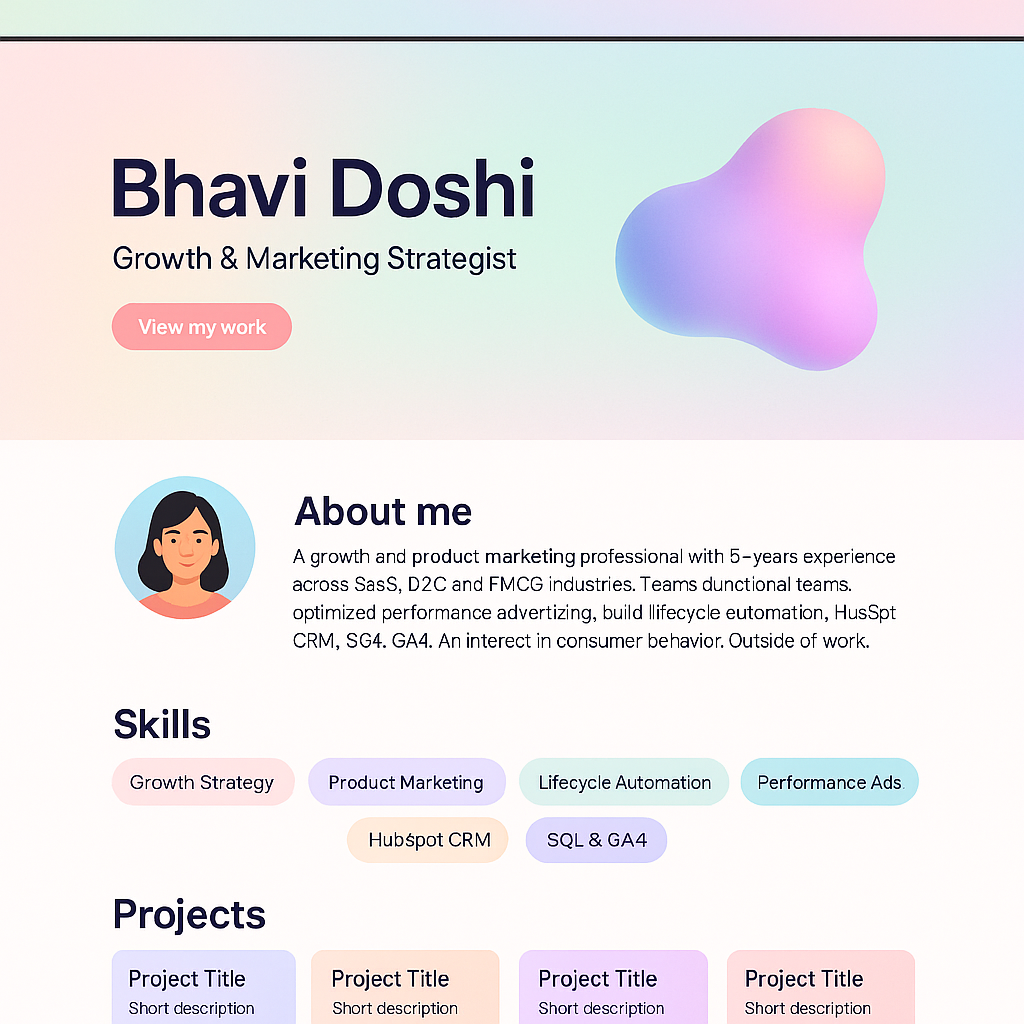 Bhavi Doshi
Growth & Marketing Strategist
View my work
About me
A growth and product marketing professional with 5–years experience
across SasS, D2C and FMCG industries. Teams dunctional teams.
optimized performance advertizing, build llifecycle eutomation, HusSpt
CRM, SG4. GA4. An interect in consumer behavior. Outside of work.
Skills
Growth Strategy Product Marketing Lifecycle Automation Performance Ads
HubSpot CRM SQL & GA4
Projects
Project Title Project Title Project Title Project Title
Short description Short description Short description Short description